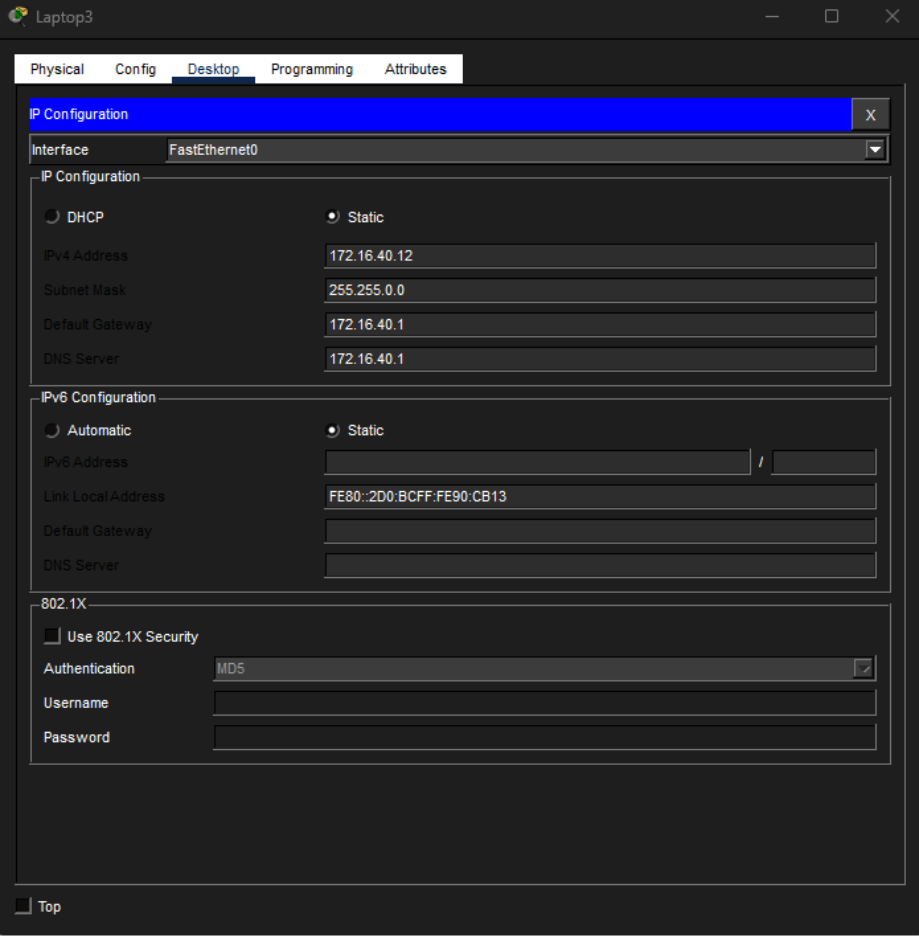 Laptop3
Physical Config Desktop Programming Attributes
IP Configuration X
Interface FastEthernet0
IP Configuration
DHCP Static
IPv4 Address 172.16.40.12
Subnet Mask 255.255.0.0
Default Gateway 172.16.40.1
DNS Server 172.16.40.1
IPv6 Configuration
Automatic Static
IPv6 Address /
Link Local Address FE80::2D0:BCFF:FE90:CB13
Default Gateway
DNS Server
802.1X
Use 802.1X Security
Authentication MD5
Username
Password
Top